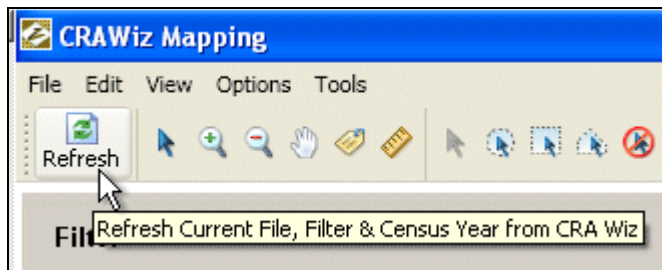 CRAWiz Mapping
File Edit View Options Tools
Refresh
Refresh Current File, Filter & Census Year from CRA Wiz